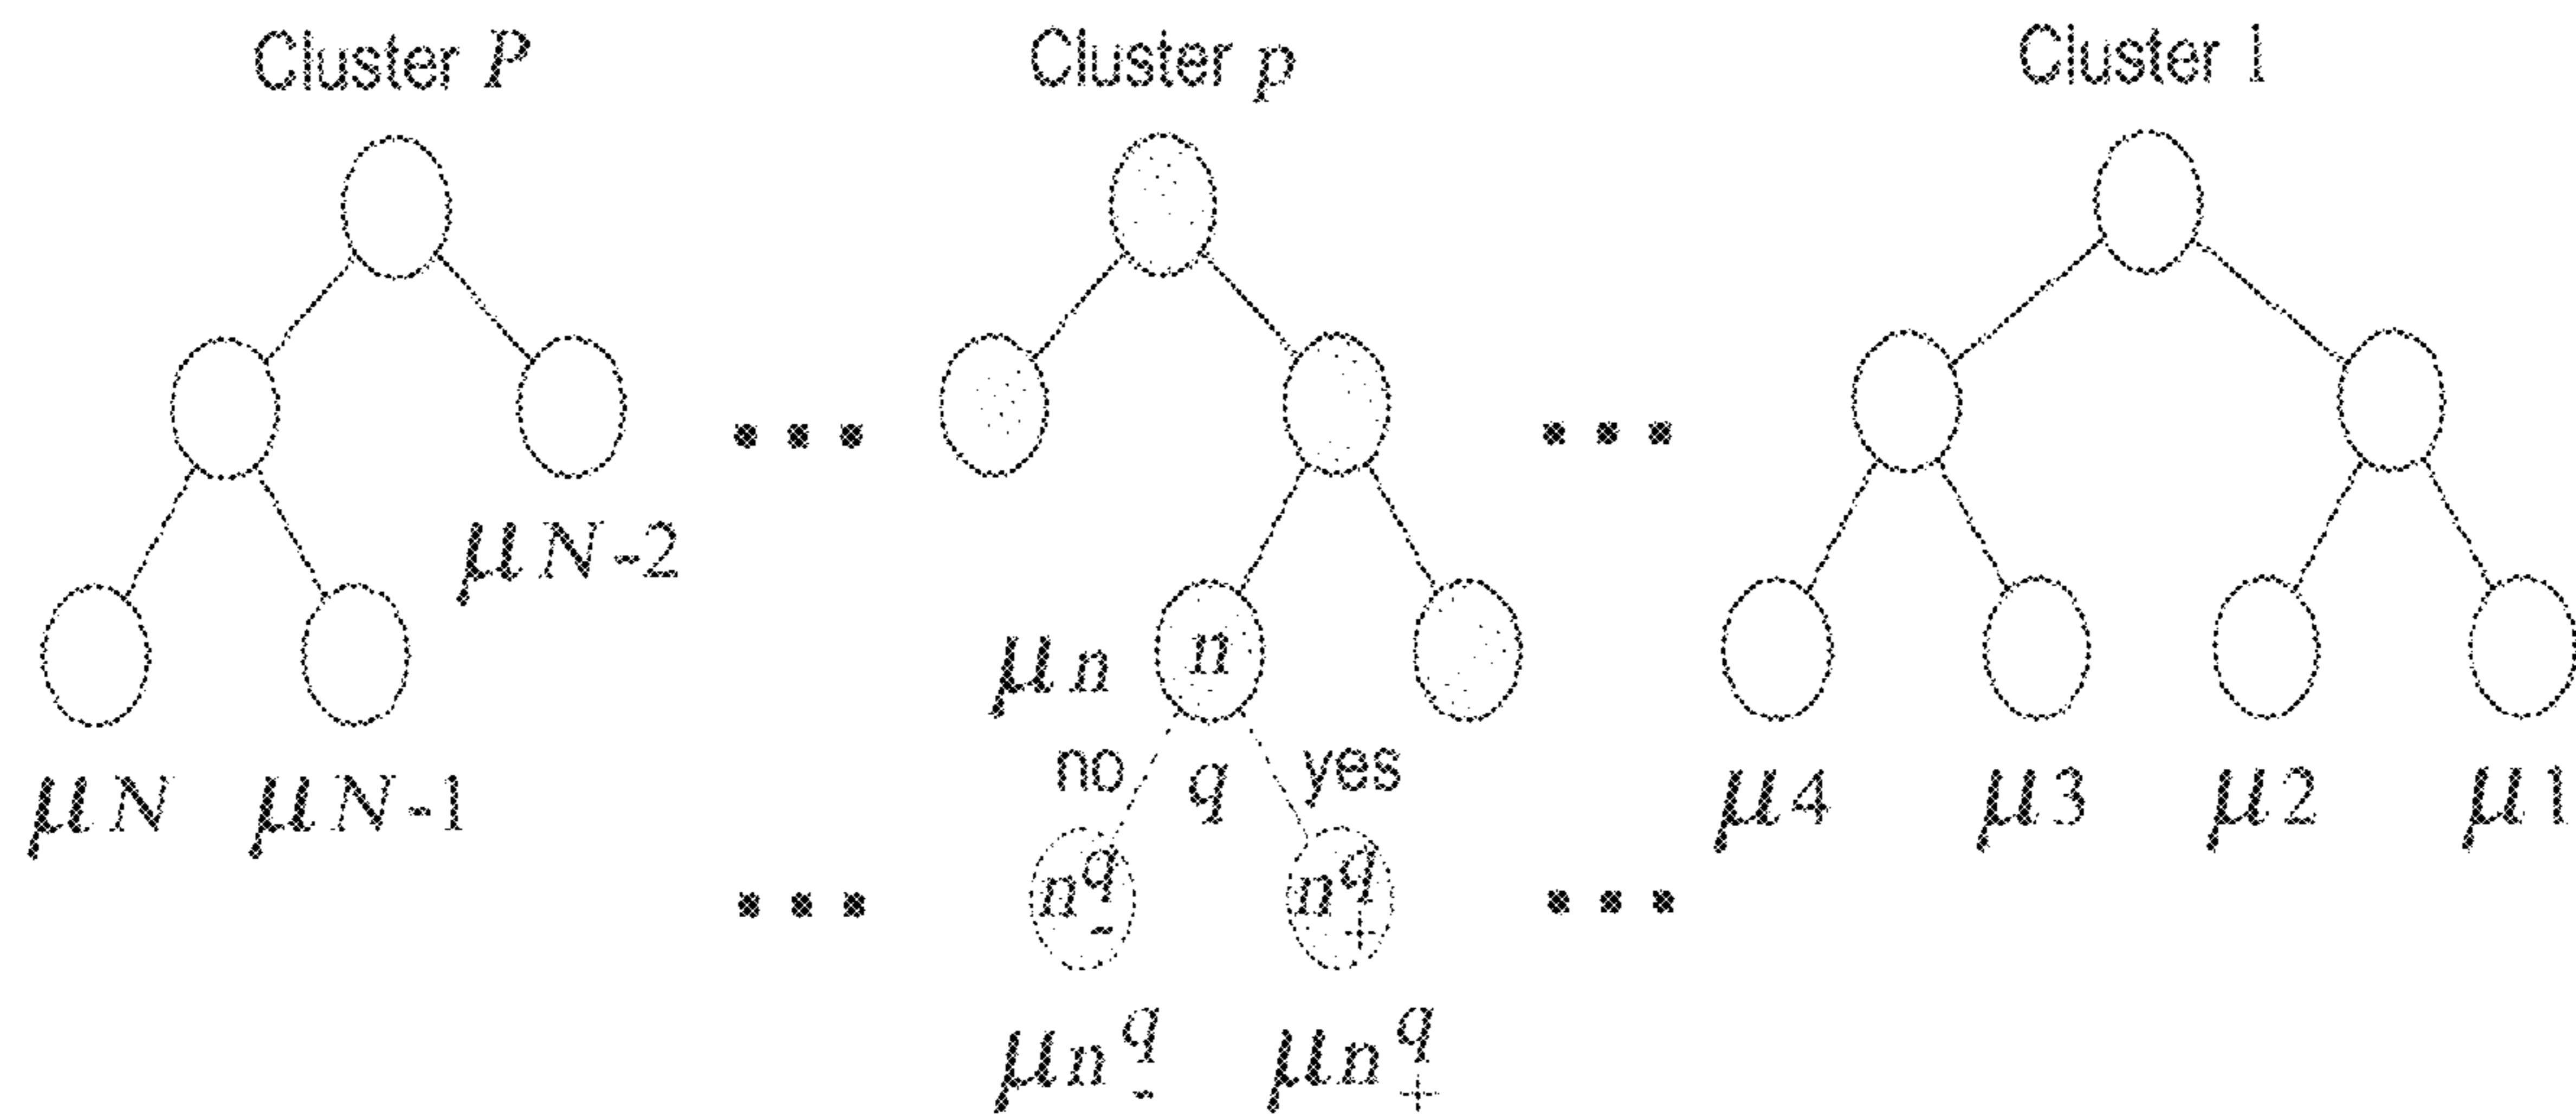 Cluster P Cluster p Cluster 1
μN-2
μn n
no q yes
μN μN-1 μ4 μ3 μ2 μ1
n^q_- n^q_+
μn^q_- μn^q_+